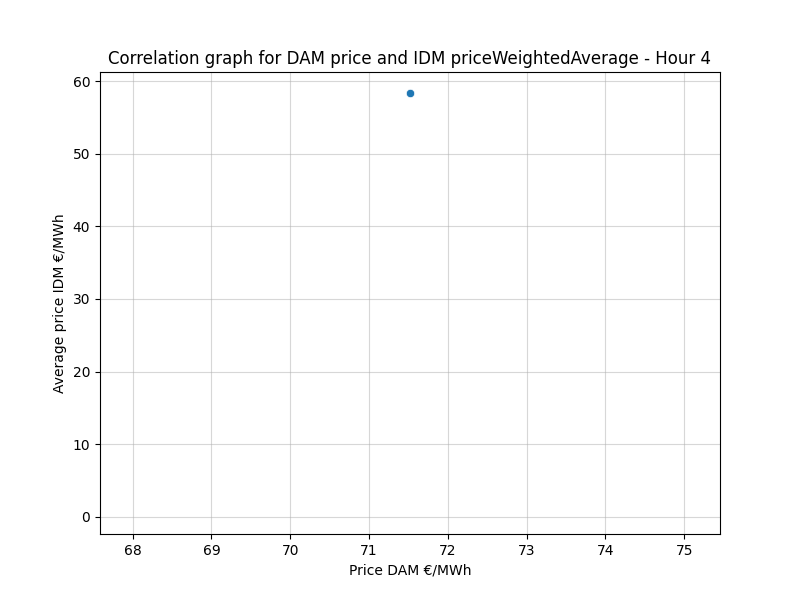 Correlation graph for DAM price and IDM priceWeightedAverage - Hour 4
60
50
40
30
20
10
0
Average price IDM €/MWh
68 69 70 71 72 73 74 75
Price DAM €/MWh